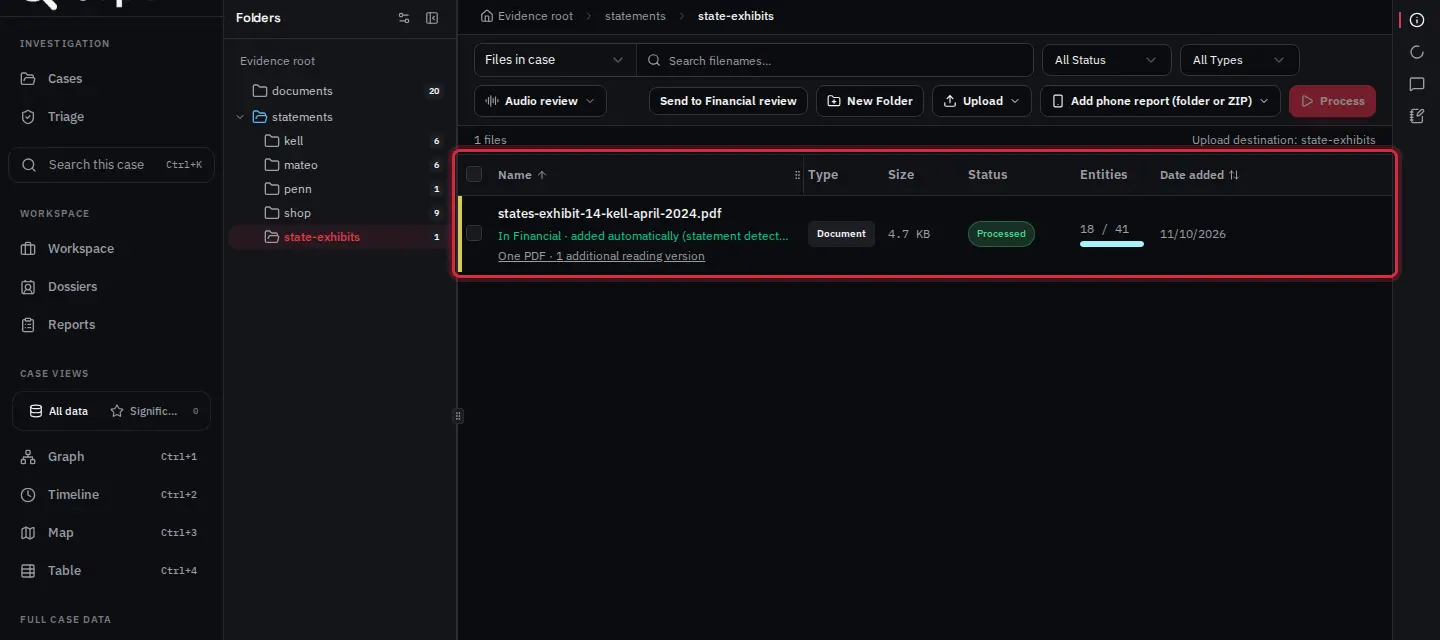 INVESTIGATION
Cases
Triage
Search this case Ctrl+K
WORKSPACE
Workspace
Dossiers
Reports
CASE VIEWS
All data Signific... 0
Graph Ctrl+1
Timeline Ctrl+2
Map Ctrl+3
Table Ctrl+4
FULL CASE DATA
Folders
Evidence root
documents 20
statements
kell 6
mateo 6
penn 1
shop 9
state-exhibits 1
Evidence root statements state-exhibits
Files in case Search filenames... All Status All Types
Audio review Send to Financial review New Folder Upload Add phone report (folder or ZIP) Process
1 files Upload destination: state-exhibits
Name Type Size Status Entities Date added
states-exhibit-14-kell-april-2024.pdf
In Financial · added automatically (statement detect... Document 4.7 KB Processed 18 / 41 11/10/2026
One PDF · 1 additional reading version